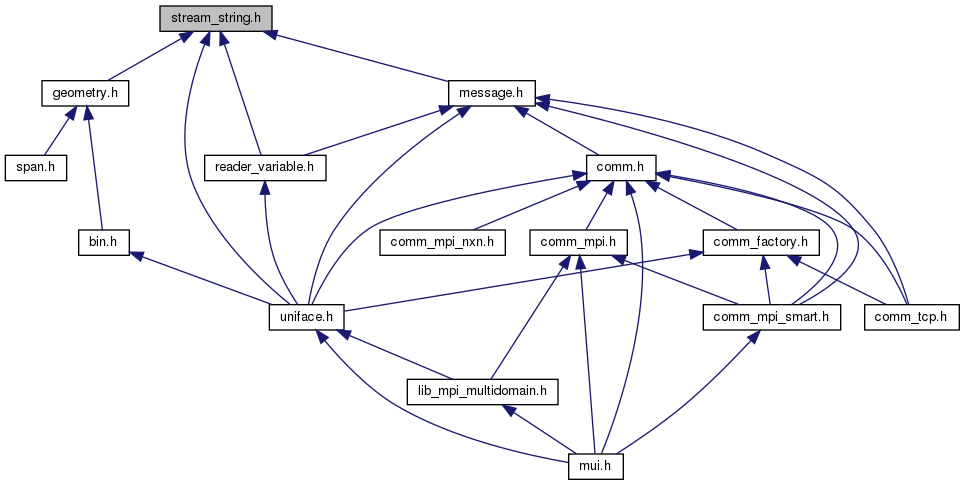 stream_string.h
geometry.h
message.h
span.h
reader_variable.h
comm.h
bin.h
comm_mpi_nxn.h
comm_mpi.h
comm_factory.h
uniface.h
comm_mpi_smart.h
comm_tcp.h
lib_mpi_multidomain.h
mui.h